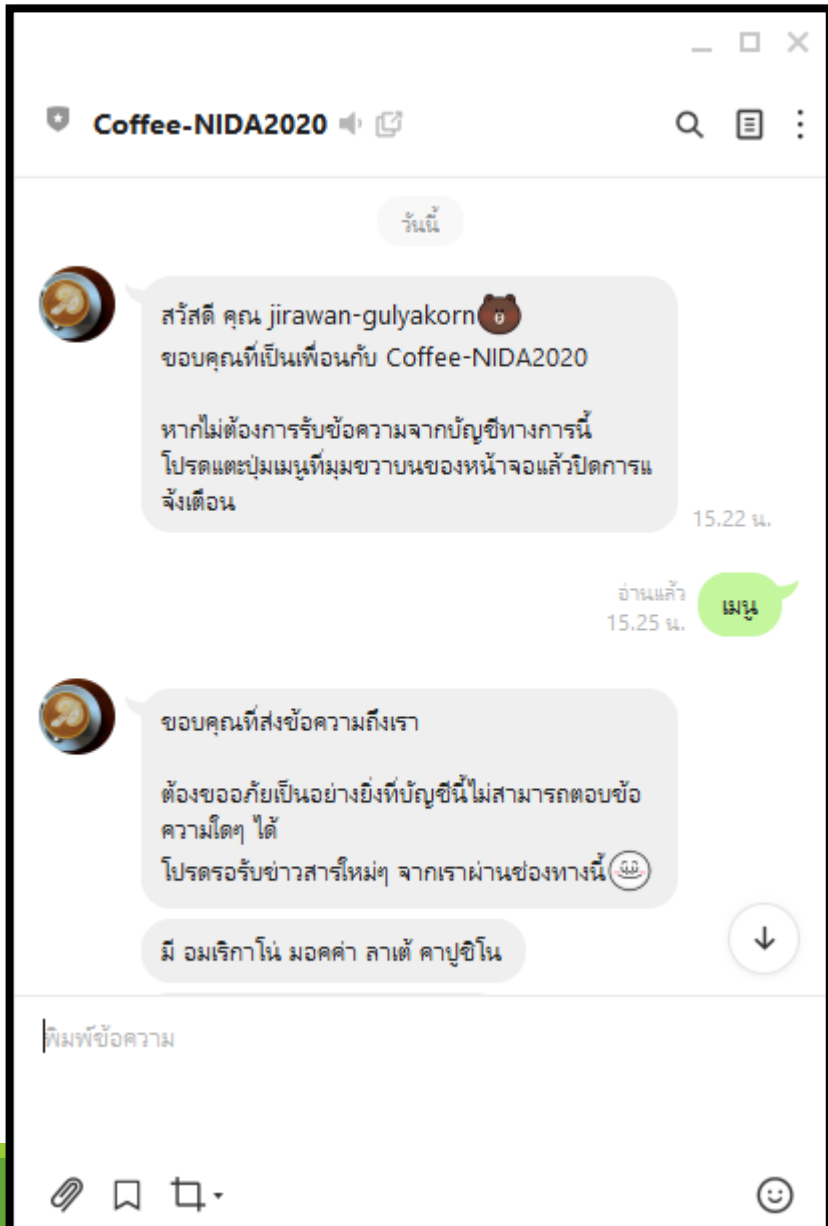 Coffee-NIDA2020
วันนี้
สวัสดี คุณ jirawan-gulyakorn
ขอบคุณที่เป็นเพื่อนกับ Coffee-NIDA2020
หากไม่ต้องการรับข้อความจากบัญชีทางการนี้
โปรดแตะปุ่มเมนูที่มุมขวาบนของหน้าจอแล้วปิดการแ
จ้งเตือน
15.22 น.
อ่านแล้ว
15.25 น.
เมนู
ขอบคุณที่ส่งข้อความถึงเรา
ต้องขออภัยเป็นอย่างยิ่งที่บัญชีนี้ไม่สามารถตอบข้อ
ความใดๆ ได้
โปรดรอรับข่าวสารใหม่ๆ จากเราผ่านช่องทางนี้
มี อมเริกาโน่ มอคค่า ลาเต้ คาปูชิโน
พิมพ์ข้อความ